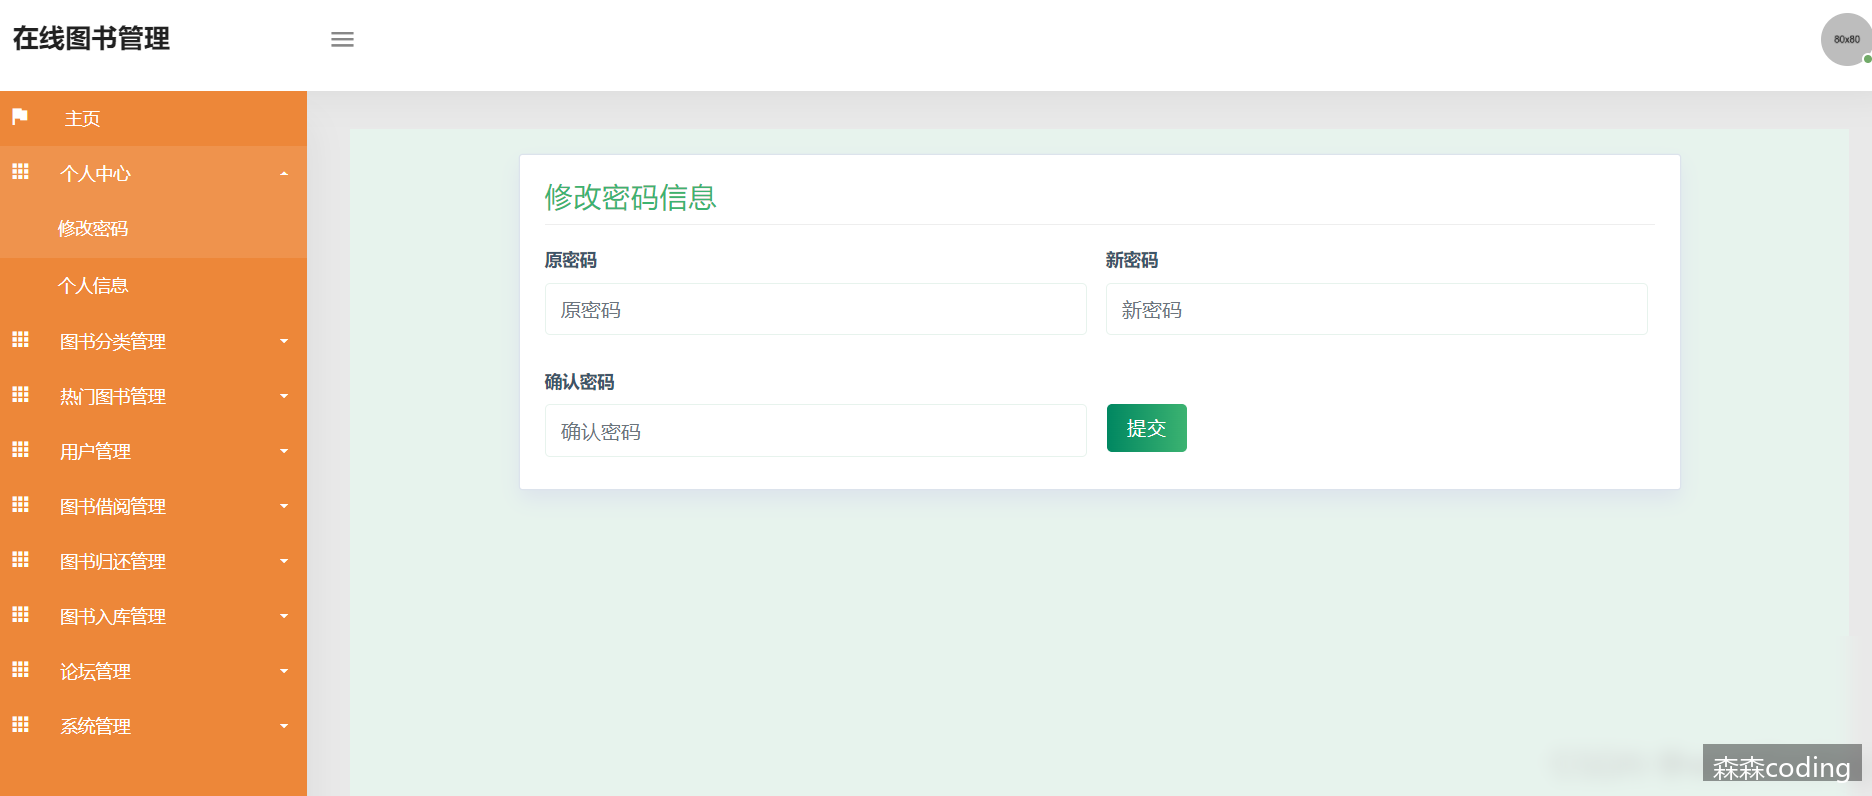 在线图书管理
80x80
主页
个人中心
修改密码
个人信息
图书分类管理
热门图书管理
用户管理
图书借阅管理
图书归还管理
图书入库管理
论坛管理
系统管理
修改密码信息
原密码
新密码
原密码
新密码
确认密码
确认密码
提交
森森coding